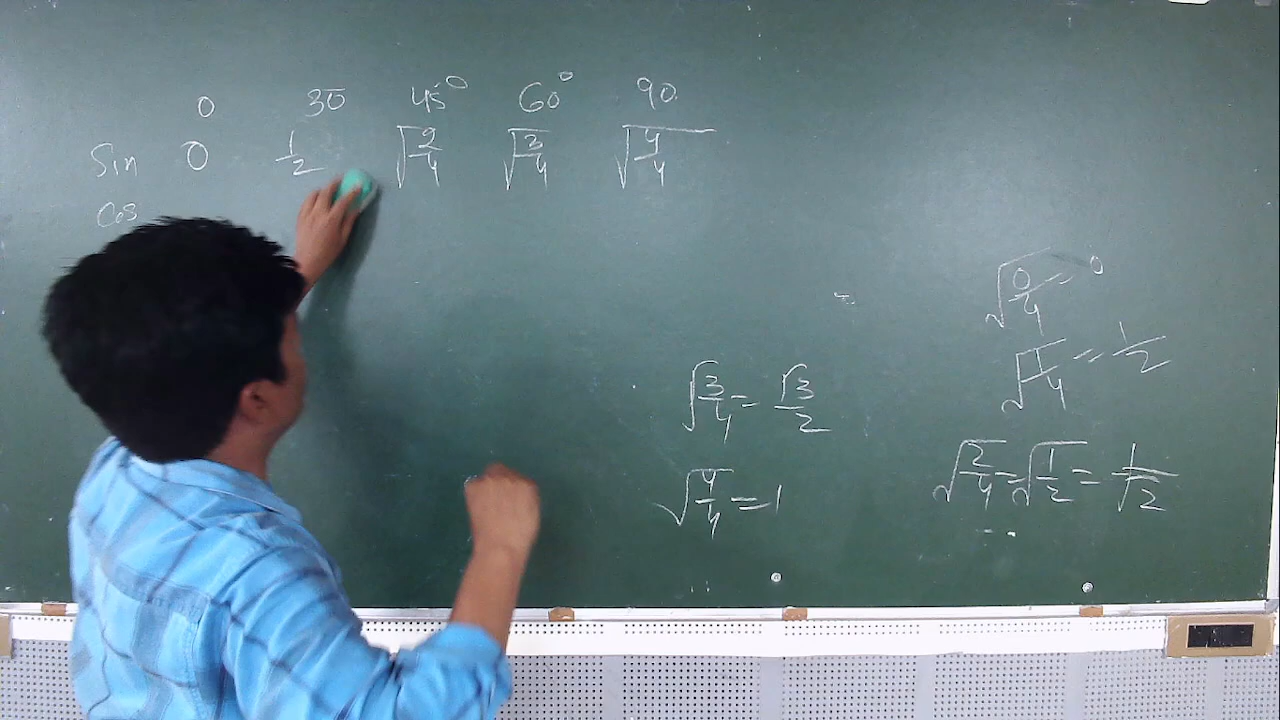 0 30 45° 60° 90
Sin 0 1/2 √2/4 √3/4 √4/4
Cos
√0/4 = 0
√1/4 = 1/2
√3/4 = √3/2
√2/4 = √1/2 = 1/√2
√4/4 = 1